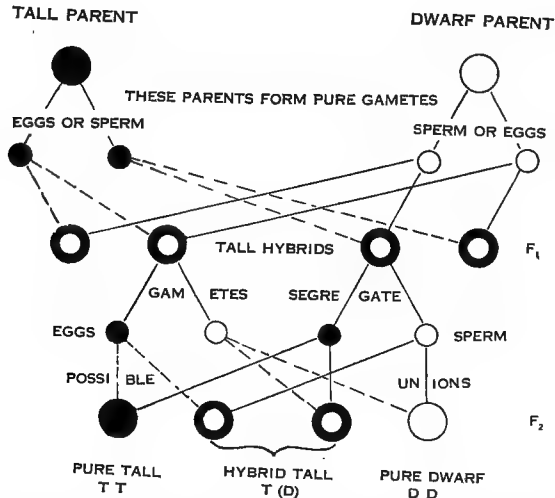 TALL PARENT
DWARF PARENT
THESE PARENTS FORM PURE GAMETES
EGGS OR SPERM
SPERM OR EGGS
TALL HYBRIDS
F₁
GAM ETES
SEGRE GATE
EGGS
SPERM
POSSI BLE
UN IONS
F₂
PURE TALL
T T
HYBRID TALL
T (D)
PURE DWARF
D D